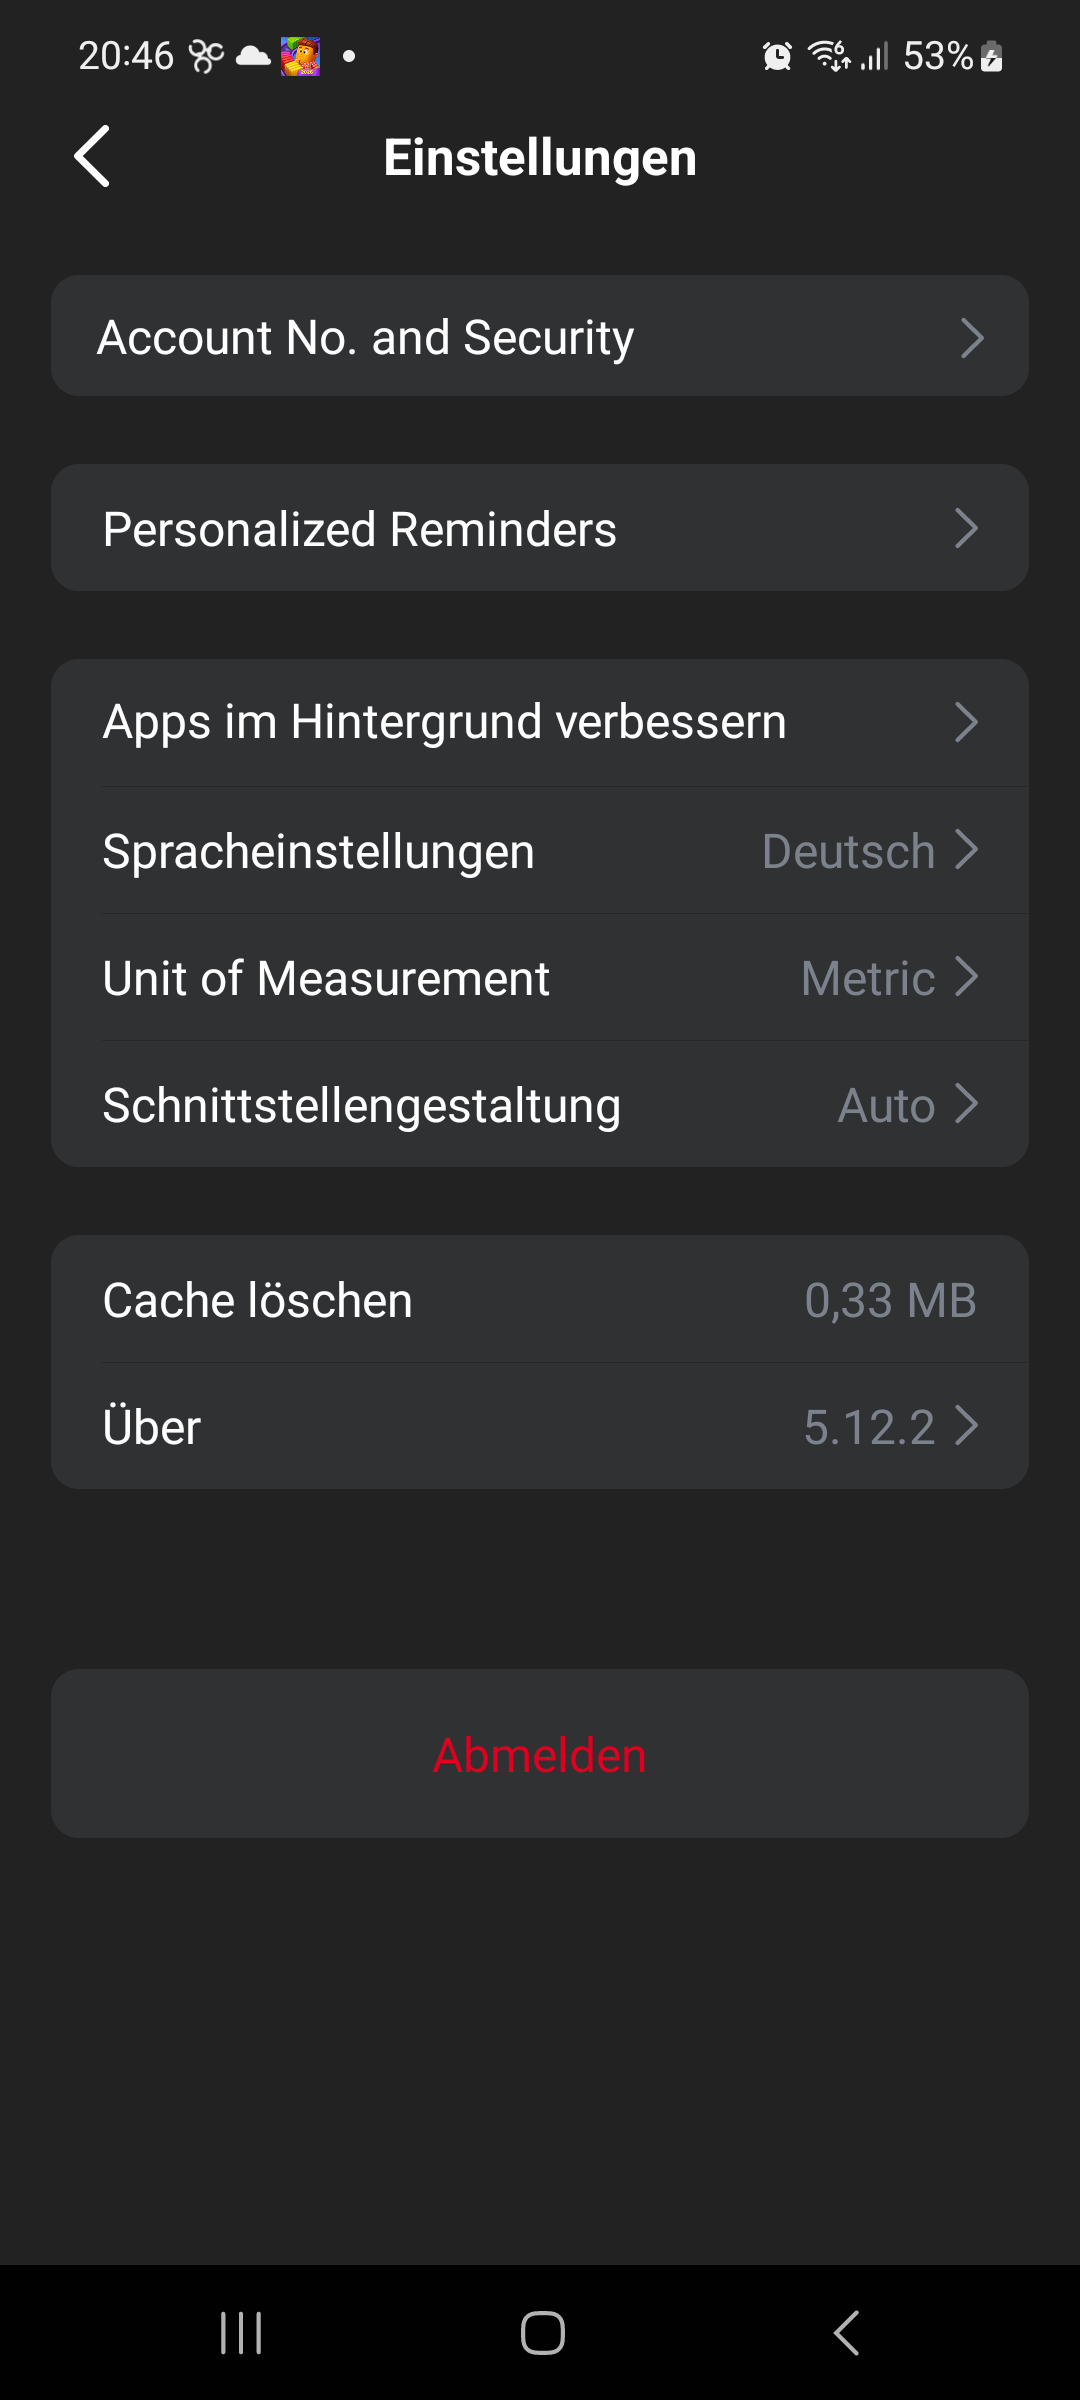 20:46 53%
Einstellungen
Account No. and Security
Personalized Reminders
Apps im Hintergrund verbessern
Spracheinstellungen Deutsch
Unit of Measurement Metric
Schnittstellengestaltung Auto
Cache löschen 0,33 MB
Über 5.12.2
Abmelden